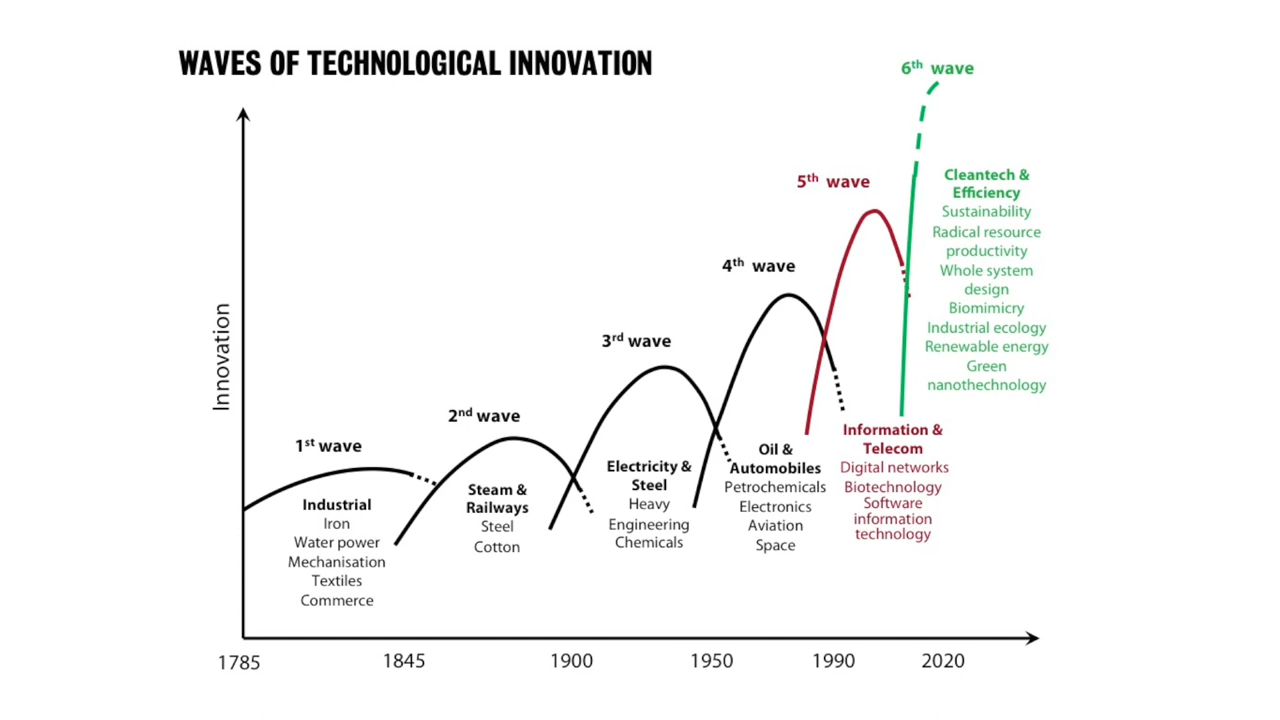 WAVES OF TECHNOLOGICAL INNOVATION
6th wave
5th wave
4th wave
3rd wave
2nd wave
1st wave
Innovation
Industrial
Iron
Water power
Mechanisation
Textiles
Commerce
Steam &
Railways
Steel
Cotton
Electricity &
Steel
Heavy
Engineering
Chemicals
Oil &
Automobiles
Petrochemicals
Electronics
Aviation
Space
Information &
Telecom
Digital networks
Biotechnology
Software
information
technology
Cleantech &
Efficiency
Sustainability
Radical resource
productivity
Whole system
design
Biomimicry
Industrial ecology
Renewable energy
Green
nanothechnology
1785 1845 1900 1950 1990 2020